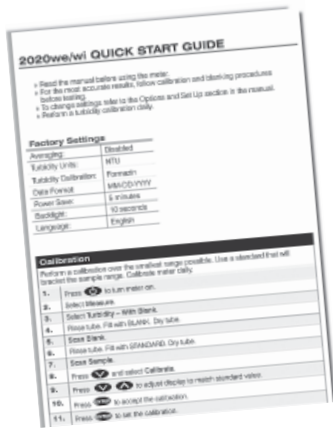 2020we/wi QUICK START GUIDE
» Read the manual before using the meter.
» For the most accurate results, follow calibration and blanking procedures
before testing.
» To change settings refer to the Options and Set Up section in the manual.
» Perform a turbidity calibration daily.
Factory Settings
Averaging: Disabled
Turbidity Units: NTU
Turbidity Calibration: Formazin
Date Format: MM-DD-YYYY
Power Save: 5 minutes
Backlight: 10 seconds
Language: English
Calibration
Perform a calibration over the smallest range possible. Use a standard that will
bracket the sample range. Calibrate meter daily.
1. Press to turn meter on.
2. Select Measure.
3. Select Turbidity – With Blank.
4. Rinse tube. Fill with BLANK. Dry tube.
5. Scan Blank.
6. Rinse tube. Fill with STANDARD. Dry tube.
7. Scan Sample.
8. Press and select Calibrate.
9. Press to adjust display to match standard value.
10. Press ENTER to accept the calibration.
11. Press ENTER to set the calibration.